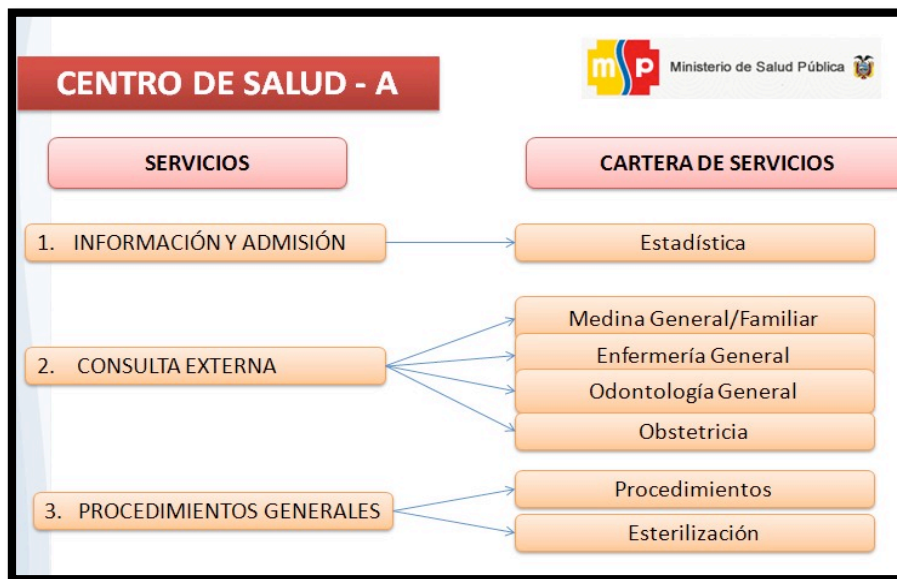 CENTRO DE SALUD - A
msp Ministerio de Salud Pública
SERVICIOS
CARTERA DE SERVICIOS
1. INFORMACIÓN Y ADMISIÓN
Estadística
2. CONSULTA EXTERNA
Medina General/Familiar
Enfermería General
Odontología General
Obstetricia
3. PROCEDIMIENTOS GENERALES
Procedimientos
Esterilización